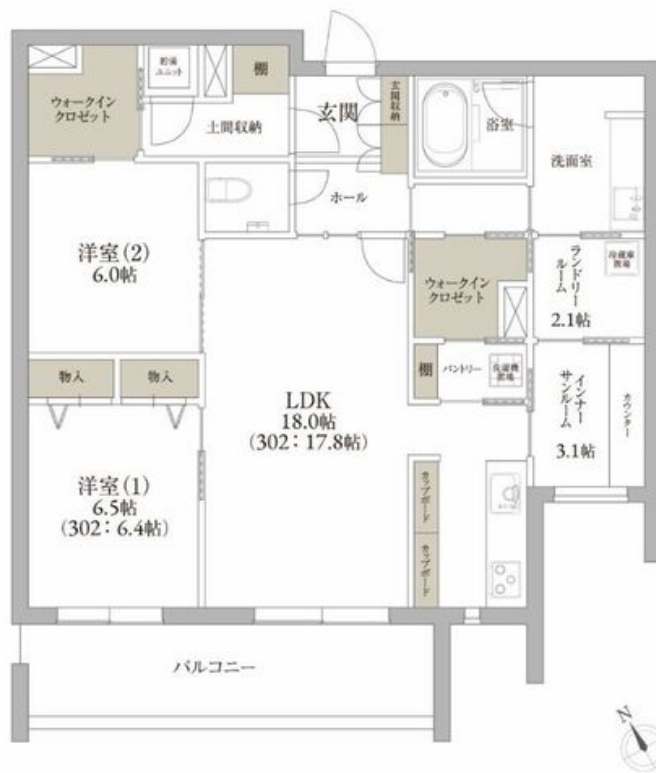 貯湯
ユニット
棚
ウォークイン
クロゼット
土間収納
玄関
玄関収納
浴室
洗面室
ホール
洋室(2)
6.0帖
ウォークイン
クロゼット
ランドリー
ルーム
2.1帖
冷蔵庫
置場
物入
物入
LDK
18.0帖
(302:17.8帖)
棚
パントリー
洗濯機
置場
インナー
サンルーム
3.1帖
カウンター
洋室(1)
6.5帖
(302:6.4帖)
カップボード
カップボード
バルコニー
N